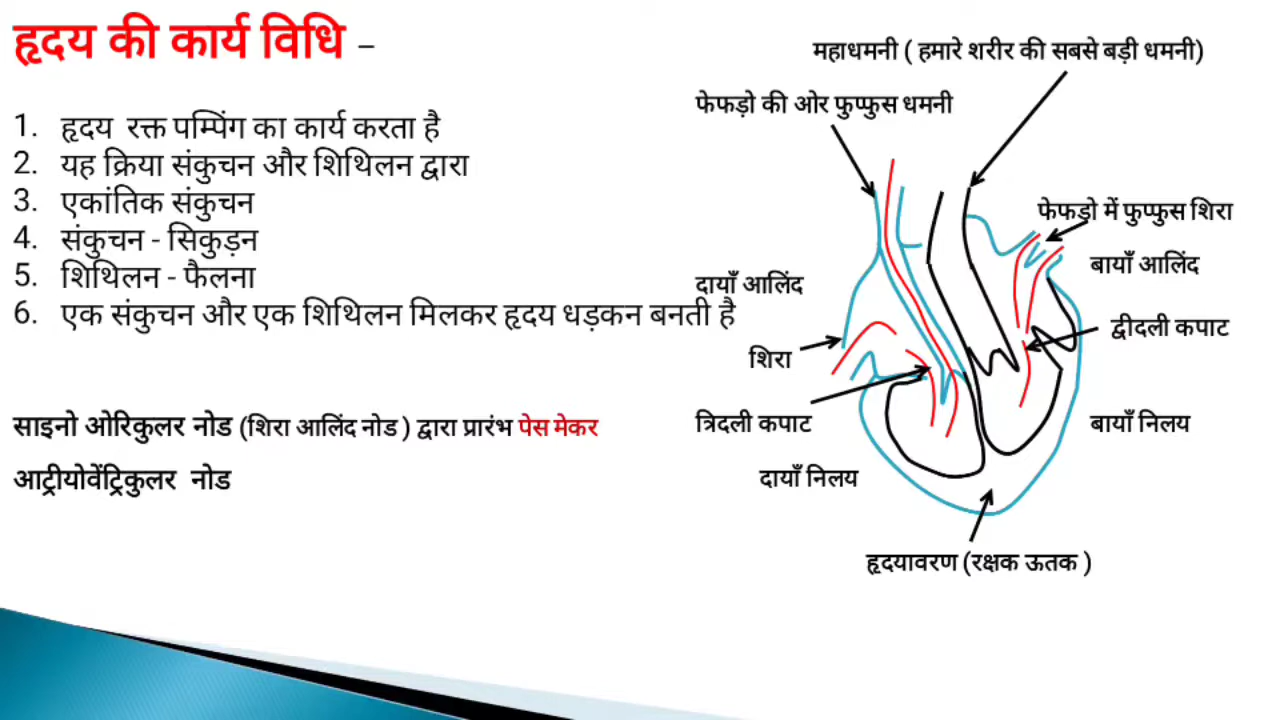 हृदय की कार्य विधि –
1. हृदय रक्त पम्पिंग का कार्य करता है
2. यह क्रिया संकुचन और शिथिलन द्वारा
3. एकांतिक संकुचन
4. संकुचन - सिकुड़न
5. शिथिलन - फैलना
6. एक संकुचन और एक शिथिलन मिलकर हृदय धड़कन बनती है
साइनो ओरिकुलर नोड (शिरा आलिंद नोड ) द्वारा प्रारंभ पेस मेकर
आट्रीयोवेंट्रिकुलर नोड
महाधमनी ( हमारे शरीर की सबसे बड़ी धमनी)
फेफड़ो की ओर फुप्फुस धमनी
फेफड़ो में फुप्फुस शिरा
बायाँ आलिंद
दायाँ आलिंद
द्वीदली कपाट
शिरा
त्रिदली कपाट
बायाँ निलय
दायाँ निलय
हृदयावरण (रक्षक ऊतक )